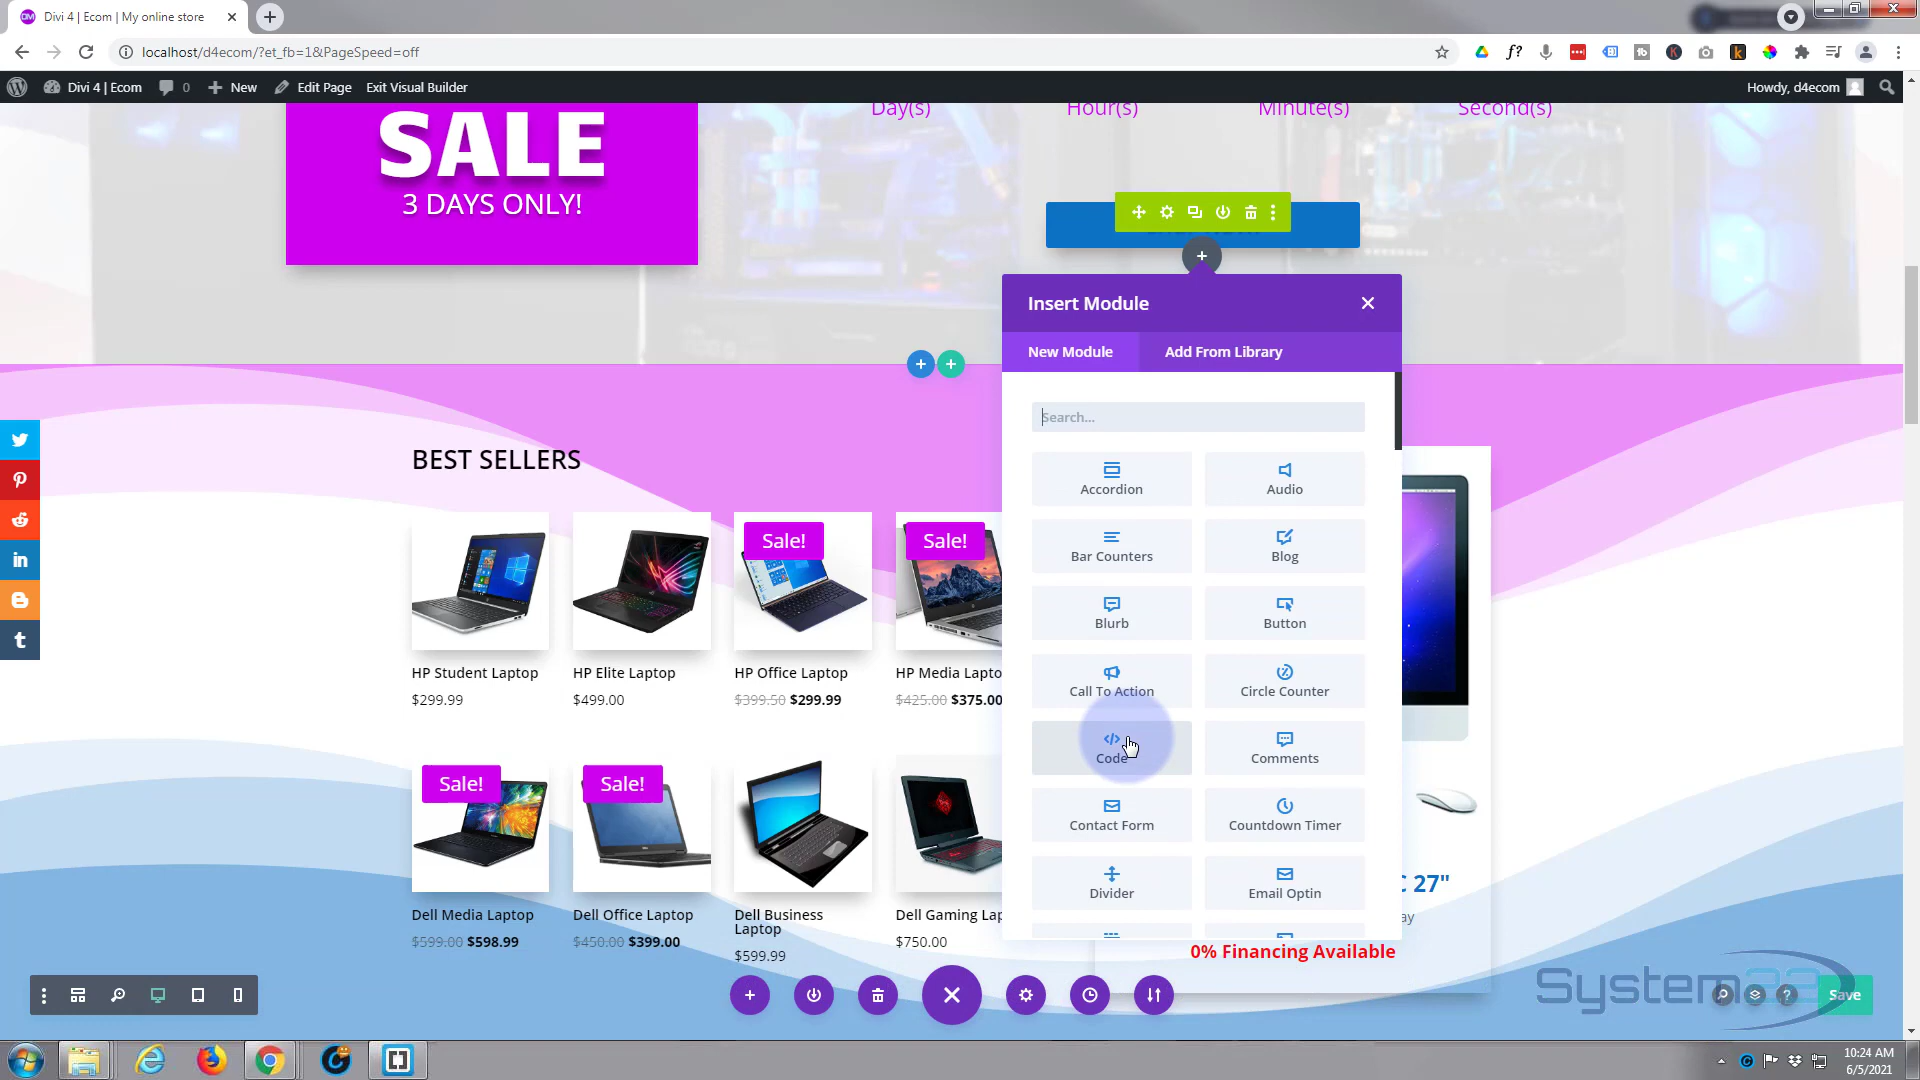 Divi 4 | Ecom | My online store
localhost/d4ecom/?et_fb=1&PageSpeed=off
Divi 4 | Ecom
0
New
Edit Page
Exit Visual Builder
Howdy, d4ecom
SALE
3 DAYS ONLY!
Day(s)
Hour(s)
Minute(s)
Second(s)
Insert Module
New Module
Add From Library
Search...
Accordion
Audio
Bar Counters
Blog
Blurb
Button
Call To Action
Circle Counter
Code
Comments
Contact Form
Countdown Timer
Divider
Email Optin
BEST SELLERS
Sale!
Sale!
HP Student Laptop
HP Elite Laptop
HP Office Laptop
HP Media Lapto
$299.99
$499.00
$399.50 $299.99
$425.00 $375.00
Sale!
Sale!
Dell Media Laptop
Dell Office Laptop
Dell Business
Laptop
Dell Gaming Lap
$599.00 $598.99
$450.00 $399.00
$599.99
$750.00
C 27"
ay
0% Financing Available
System22
Save
10:24 AM
6/5/2021